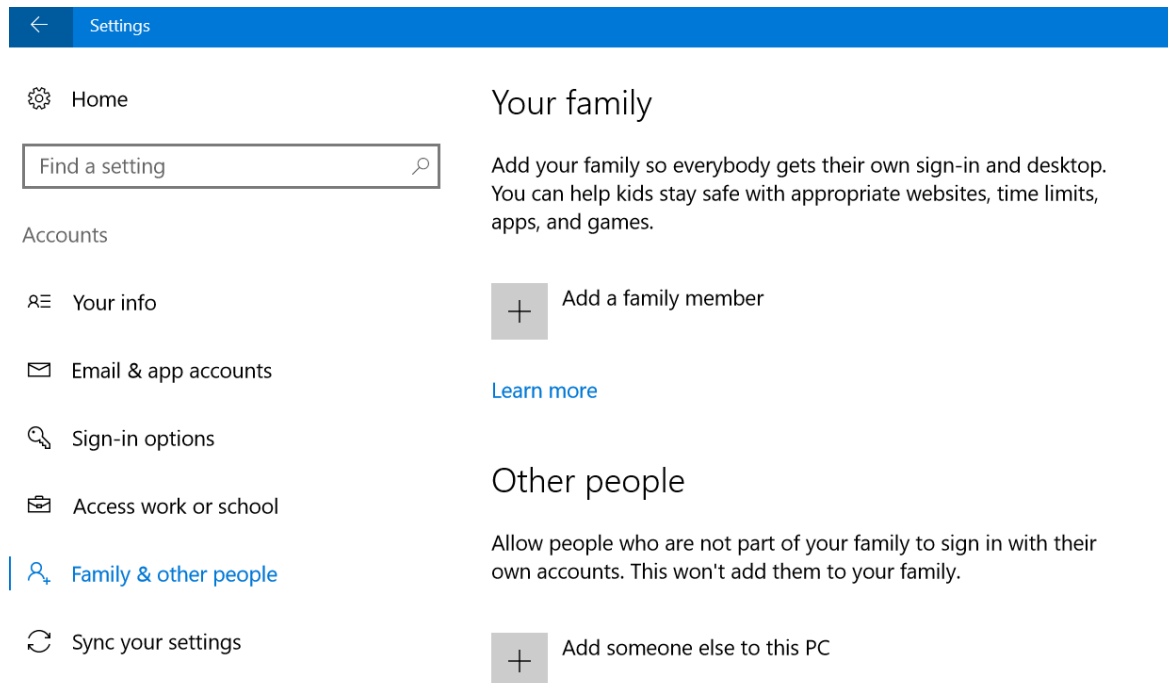 Settings
Home
Find a setting
Accounts
Your info
Email & app accounts
Sign-in options
Access work or school
Family & other people
Sync your settings
Your family
Add your family so everybody gets their own sign-in and desktop.
You can help kids stay safe with appropriate websites, time limits,
apps, and games.
Add a family member
Learn more
Other people
Allow people who are not part of your family to sign in with their
own accounts. This won't add them to your family.
Add someone else to this PC